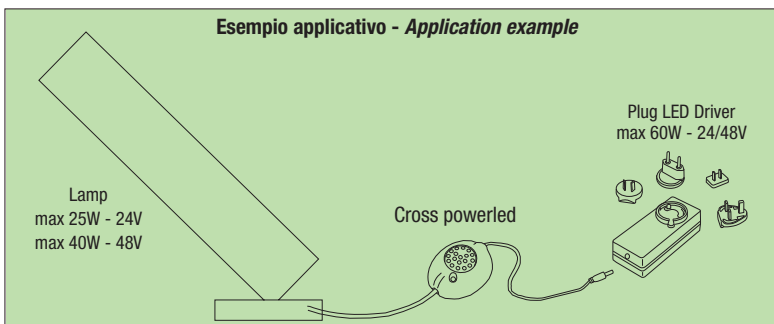 Esempio applicativo - Application example
Plug LED Driver
max 60W - 24/48V
Lamp
max 25W - 24V
max 40W - 48V
Cross powerled